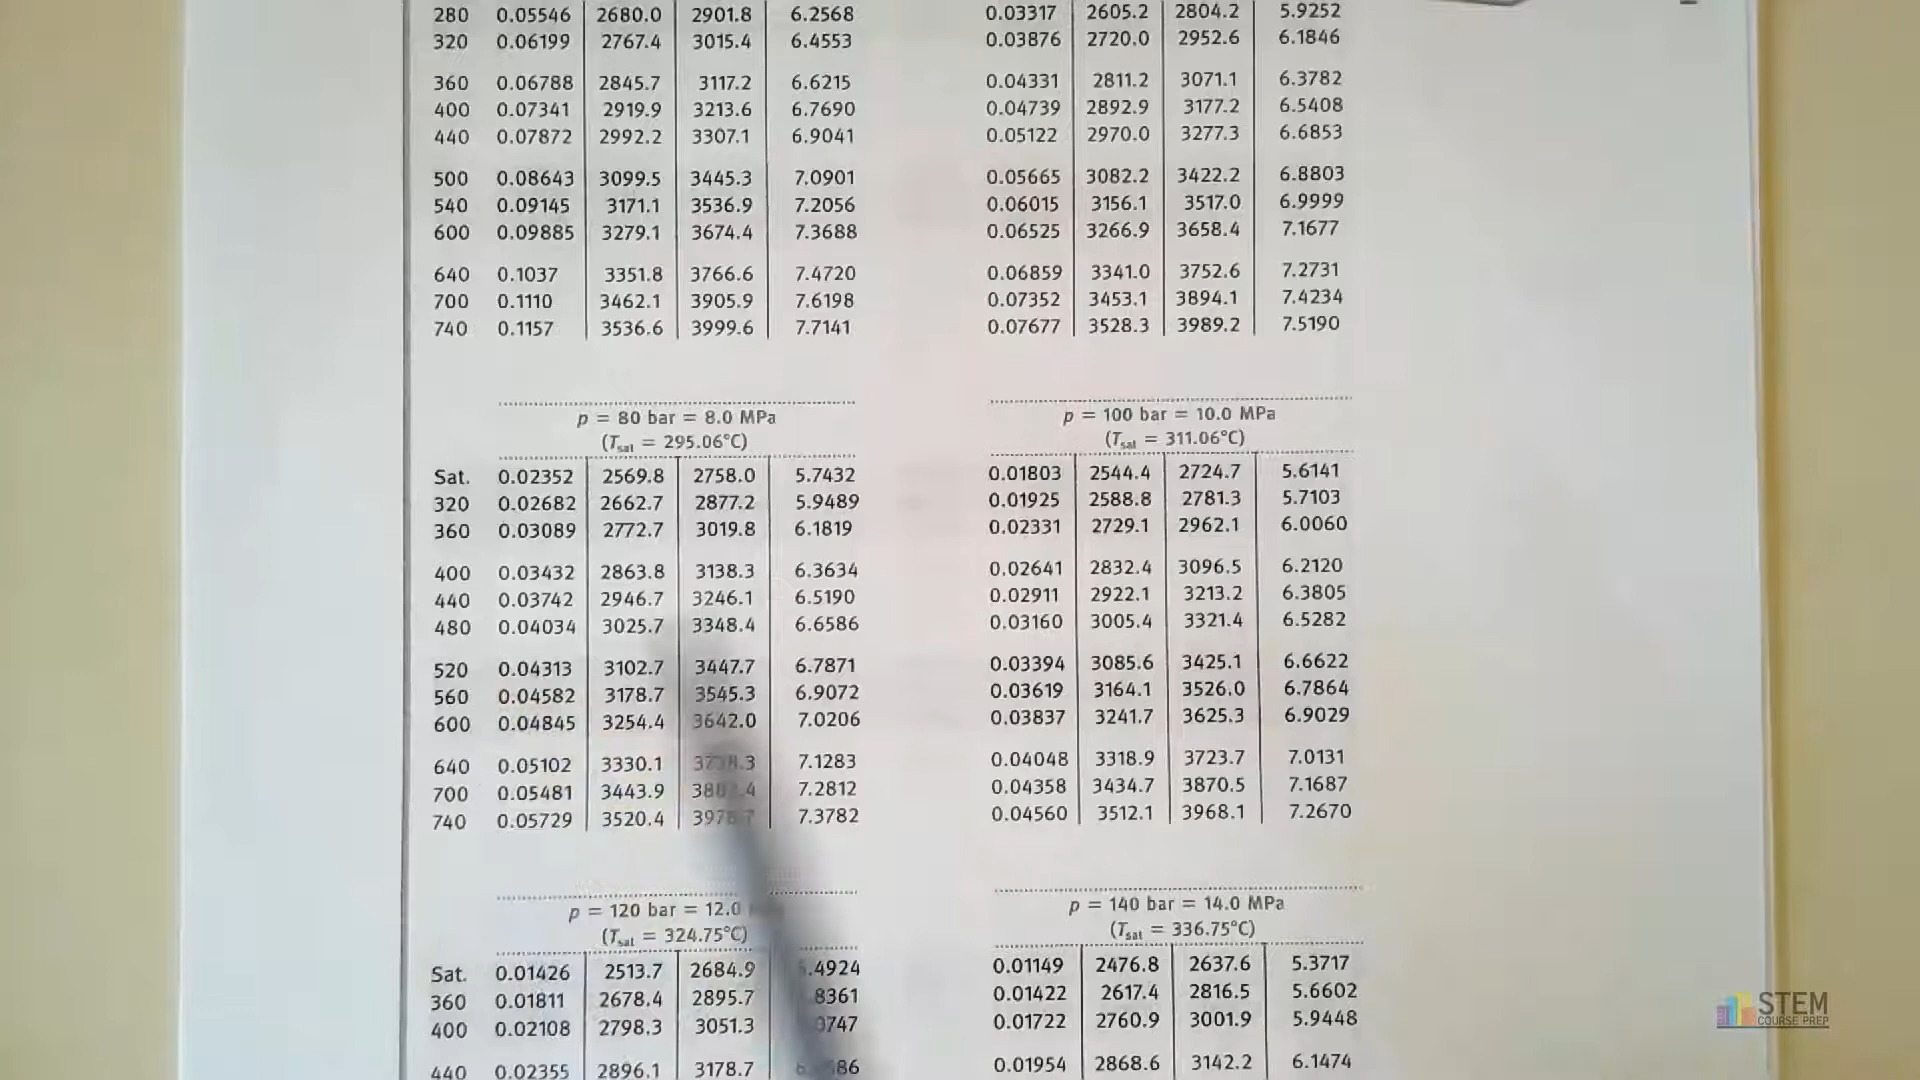 280 0.05546 2680.0 2901.8 6.2568 0.03317 2605.2 2804.2 5.9252
320 0.06199 2767.4 3015.4 6.4553 0.03876 2720.0 2952.6 6.1846
360 0.06788 2845.7 3117.2 6.6215 0.04331 2811.2 3071.1 6.3782
400 0.07341 2919.9 3213.6 6.7690 0.04739 2892.9 3177.2 6.5408
440 0.07872 2992.2 3307.1 6.9041 0.05122 2970.0 3277.3 6.6853
500 0.08643 3099.5 3445.3 7.0901 0.05665 3082.2 3422.2 6.8803
540 0.09145 3171.1 3536.9 7.2056 0.06015 3156.1 3517.0 6.9999
600 0.09885 3279.1 3674.4 7.3688 0.06525 3266.9 3658.4 7.1677
640 0.1037 3351.8 3766.6 7.4720 0.06859 3341.0 3752.6 7.2731
700 0.1110 3462.1 3905.9 7.6198 0.07352 3453.1 3894.1 7.4234
740 0.1157 3536.6 3999.6 7.7141 0.07677 3528.3 3989.2 7.5190
p = 80 bar = 8.0 MPa p = 100 bar = 10.0 MPa
(Tsat = 295.06°C) (Tsat = 311.06°C)
Sat. 0.02352 2569.8 2758.0 5.7432 0.01803 2544.4 2724.7 5.6141
320 0.02682 2662.7 2877.2 5.9489 0.01925 2588.8 2781.3 5.7103
360 0.03089 2772.7 3019.8 6.1819 0.02331 2729.1 2962.1 6.0060
400 0.03432 2863.8 3138.3 6.3634 0.02641 2832.4 3096.5 6.2120
440 0.03742 2946.7 3246.1 6.5190 0.02911 2922.1 3213.2 6.3805
480 0.04034 3025.7 3348.4 6.6586 0.03160 3005.4 3321.4 6.5282
520 0.04313 3102.7 3447.7 6.7871 0.03394 3085.6 3425.1 6.6622
560 0.04582 3178.7 3545.3 6.9072 0.03619 3164.1 3526.0 6.7864
600 0.04845 3254.4 3642.0 7.0206 0.03837 3241.7 3625.3 6.9029
640 0.05102 3330.1 7.1283 0.04048 3318.9 3723.7 7.0131
700 0.05481 3443.9 7.2812 0.04358 3434.7 3870.5 7.1687
740 0.05729 3520.4 7.3782 0.04560 3512.1 3968.1 7.2670
p = 120 bar = 12.0 p = 140 bar = 14.0 MPa
(Tsat = 324.75°C) (Tsat = 336.75°C)
Sat. 0.01426 2513.7 2684.9 .4924 0.01149 2476.8 2637.6 5.3717
360 0.01811 2678.4 2895.7 8361 0.01422 2617.4 2816.5 5.6602
400 0.02108 2798.3 3051.3 747 0.01722 2760.9 3001.9 5.9448
440 0.02355 2896.1 3178.7 86 0.01954 2868.6 3142.2 6.1474
STEM
COURSE PREP